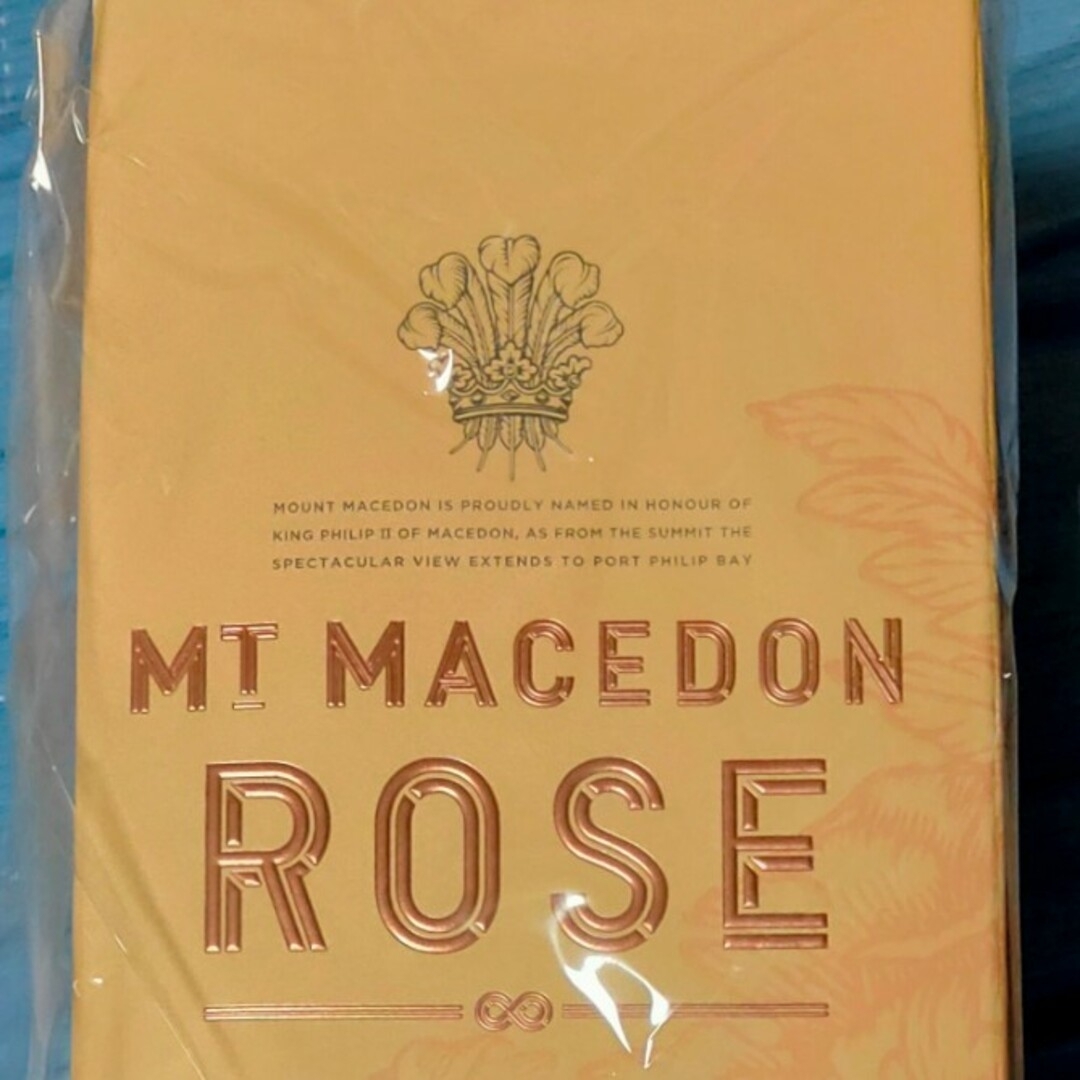 MOUNT MACEDON IS PROUDLY NAMED IN HONOUR OF
KING PHILIP II OF MACEDON, AS FROM THE SUMMIT THE
SPECTACULAR VIEW EXTENDS TO PORT PHILIP BAY
MT MACEDON
ROSE